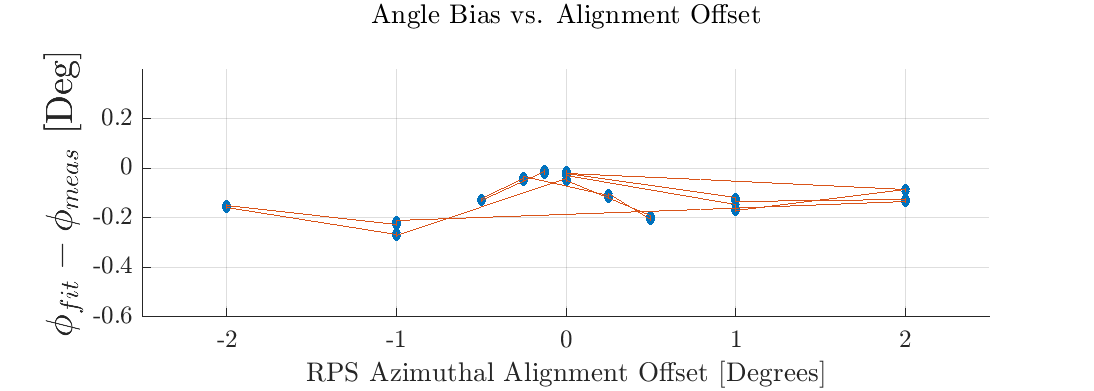 Angle Bias vs. Alignment Offset
ϕ_fit − ϕ_meas [Deg]
0.2
0
-0.2
-0.4
-0.6
-2 -1 0 1 2
RPS Azimuthal Alignment Offset [Degrees]